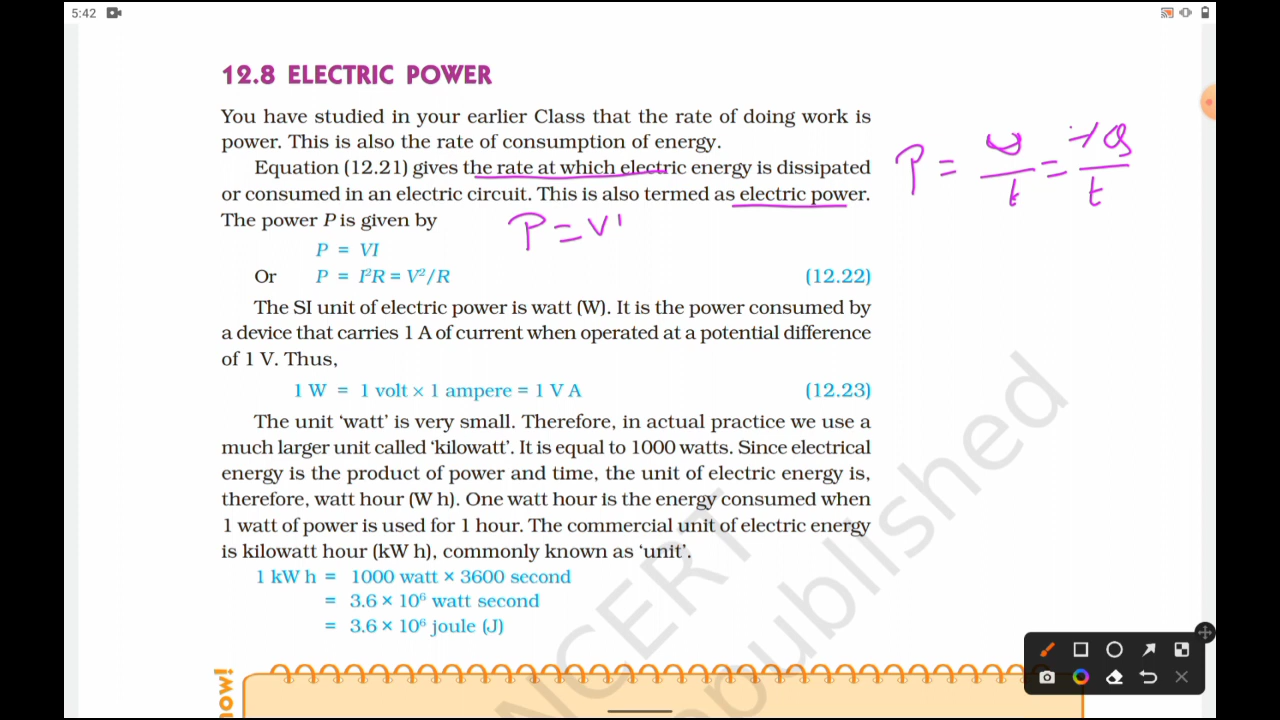 5:42
12.8 ELECTRIC POWER
You have studied in your earlier Class that the rate of doing work is
power. This is also the rate of consumption of energy.
Equation (12.21) gives the rate at which electric energy is dissipated
or consumed in an electric circuit. This is also termed as electric power.
The power P is given by
P = VI
P = VI
Or P = I²R = V²/R (12.22)
The SI unit of electric power is watt (W). It is the power consumed by
a device that carries 1 A of current when operated at a potential difference
of 1 V. Thus,
1 W = 1 volt × 1 ampere = 1 V A (12.23)
The unit ‘watt’ is very small. Therefore, in actual practice we use a
much larger unit called ‘kilowatt’. It is equal to 1000 watts. Since electrical
energy is the product of power and time, the unit of electric energy is,
therefore, watt hour (W h). One watt hour is the energy consumed when
1 watt of power is used for 1 hour. The commercial unit of electric energy
is kilowatt hour (kW h), commonly known as ‘unit’.
1 kW h = 1000 watt × 3600 second
= 3.6 × 10⁶ watt second
= 3.6 × 10⁶ joule (J)
now!
NCERT
published